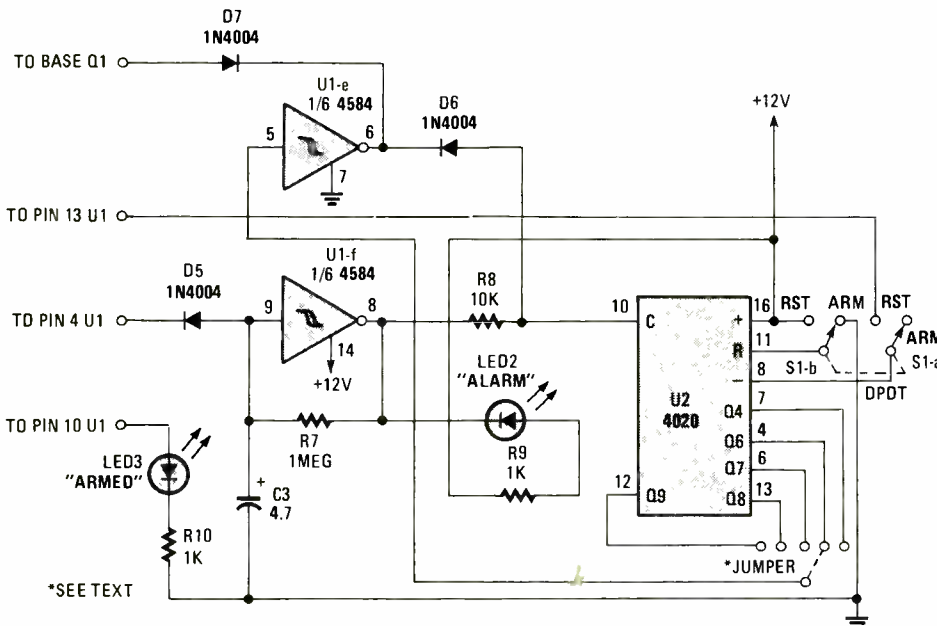 D7
1N4004
TO BASE Q1
U1-e
1/6 4584
D6
1N4004
+12V
5
6
7
TO PIN 13 U1
U1-f
1/6 4584
D5
1N4004
R8
10K
TO PIN 4 U1
9
8
14
+12V
10
C
+
16
RST
ARM
RST
R
11
S1-b
ARM
S1-a
8
–
DPDT
LED2
"ALARM"
U2
4020
Q4
7
TO PIN 10 U1
R7
1MEG
Q6
4
R9
1K
Q7
6
LED3
"ARMED"
12
Q9
Q8
13
+
C3
4.7
R10
1K
*JUMPER
*SEE TEXT